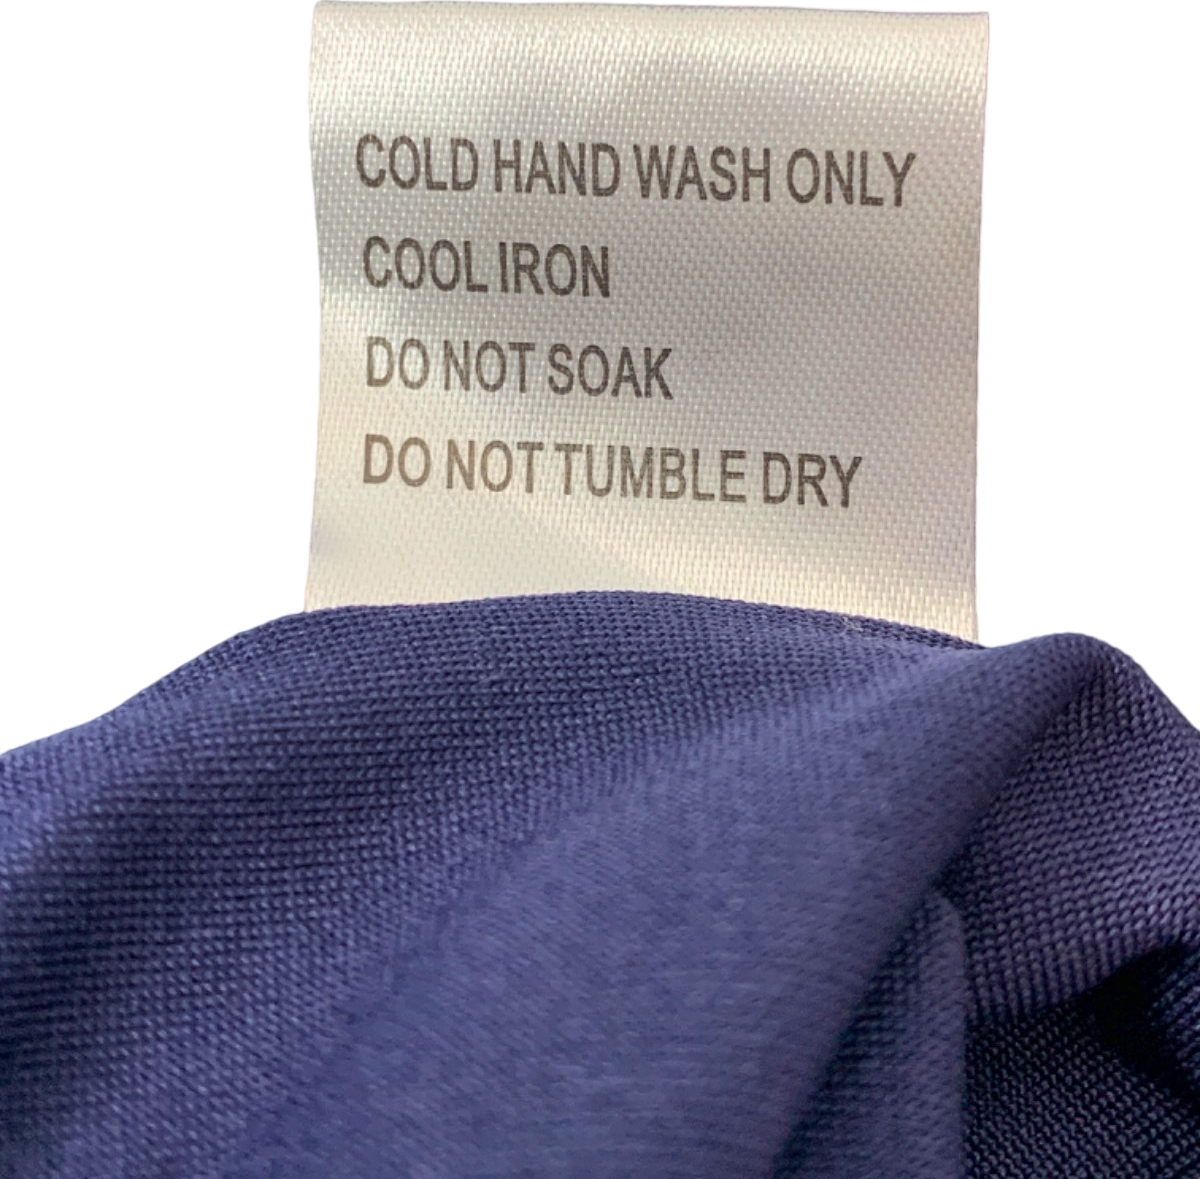 COLD HAND WASH ONLY
COOL IRON
DO NOT SOAK
DO NOT TUMBLE DRY